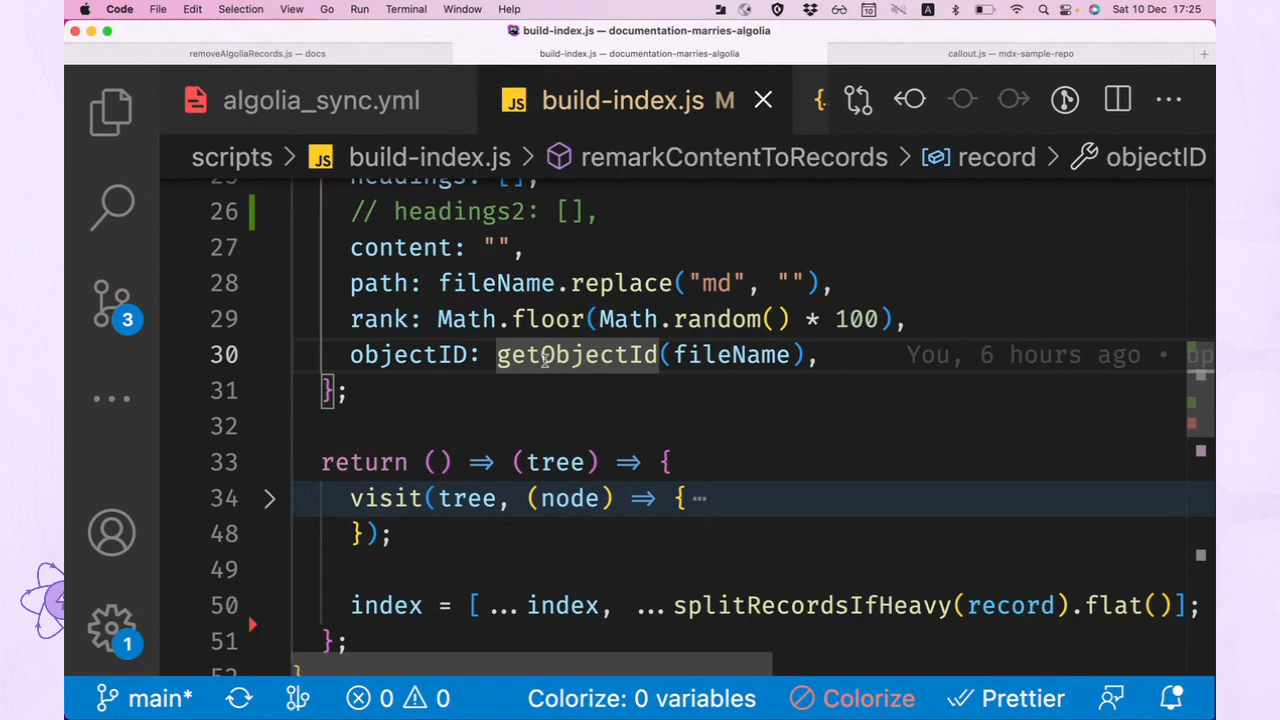 Code File Edit Selection View Go Run Terminal Window Help Sat 10 Dec 17:25
build-index.js — documentation-marries-algolia
removeAlgoliaRecords.js — docs build-index.js — documentation-marries-algolia callout.js — mdx-sample-repo
algolia_sync.yml JS build-index.js M
scripts > JS build-index.js > remarkContentToRecords > record > objectID
headings: [],
26 // headings2: [],
27 content: "",
28 path: fileName.replace("md", ""),
29 rank: Math.floor(Math.random() * 100),
30 objectID: getObjectId(fileName), You, 6 hours ago • up
31 };
32
33 return () => (tree) => {
34 visit(tree, (node) => { ⋯
48 });
49
50 index = [ ...index, ...splitRecordsIfHeavy(record).flat()];
51 };
52 }
3
1
main* 0 0 Colorize: 0 variables Colorize Prettier